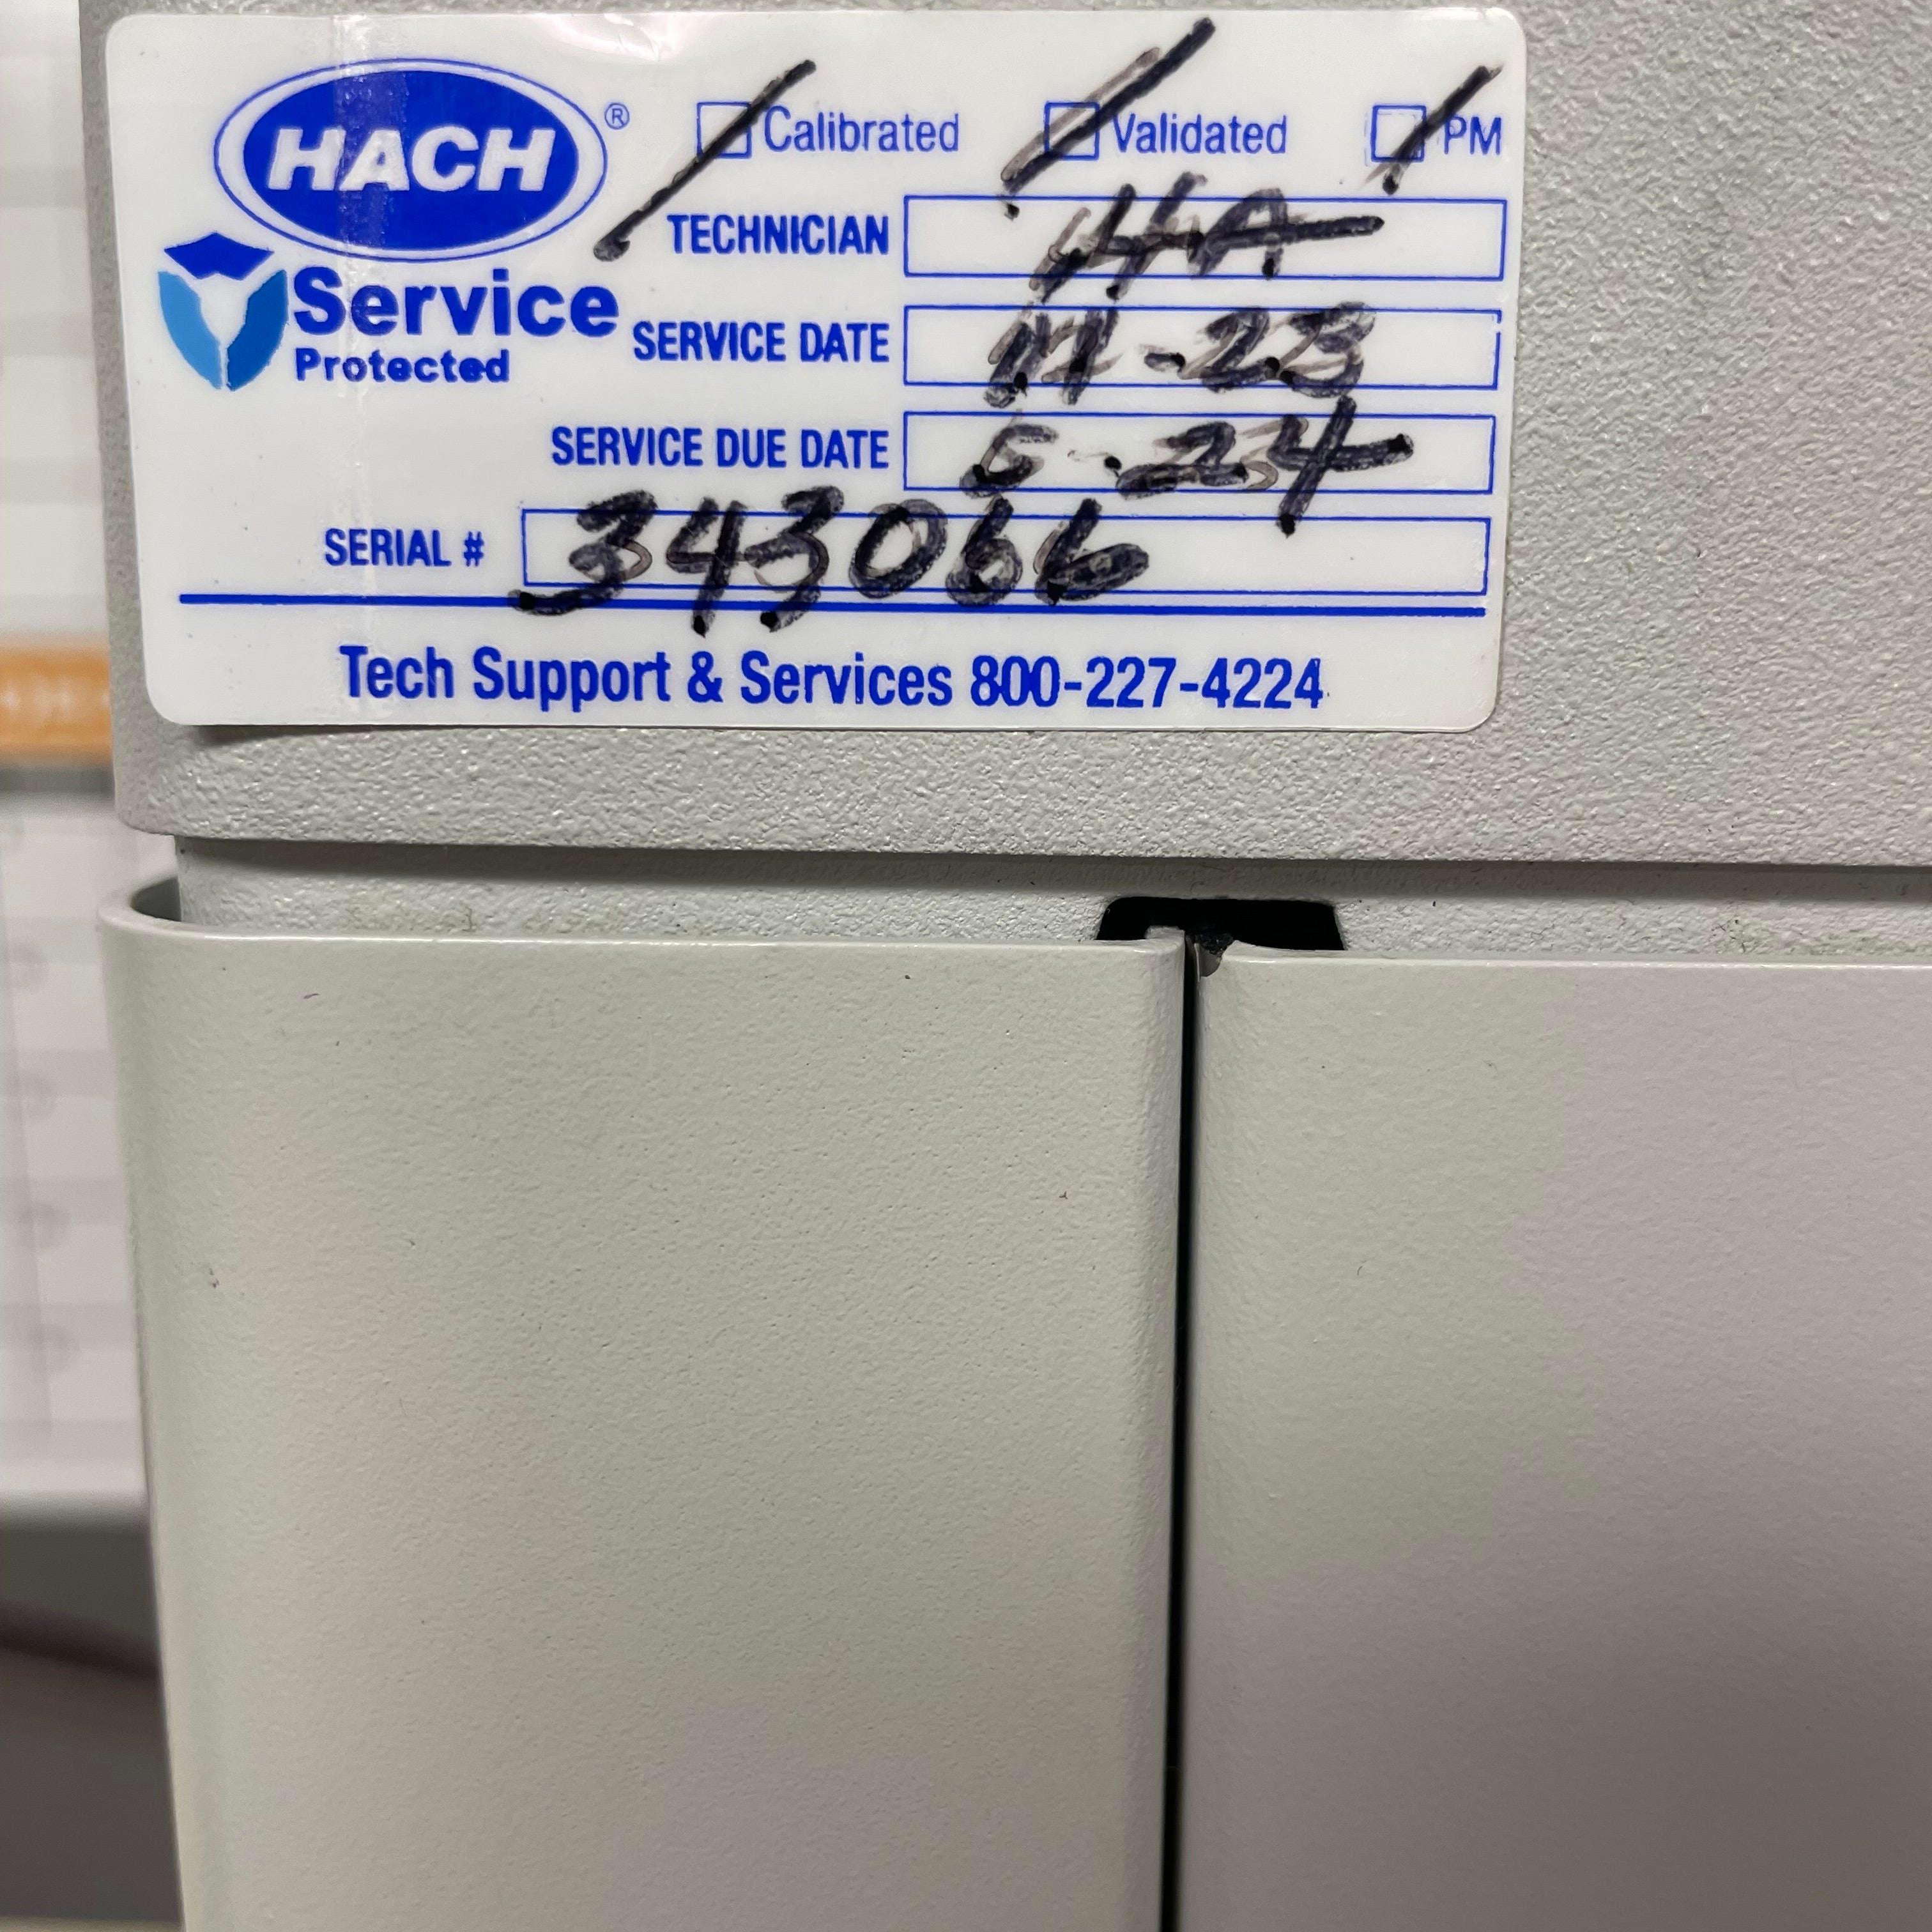 HACH ®
Calibrated Validated PM
Service
Protected
TECHNICIAN HA
SERVICE DATE 11-23
SERVICE DUE DATE 5-24
SERIAL # 343066
Tech Support & Services 800-227-4224